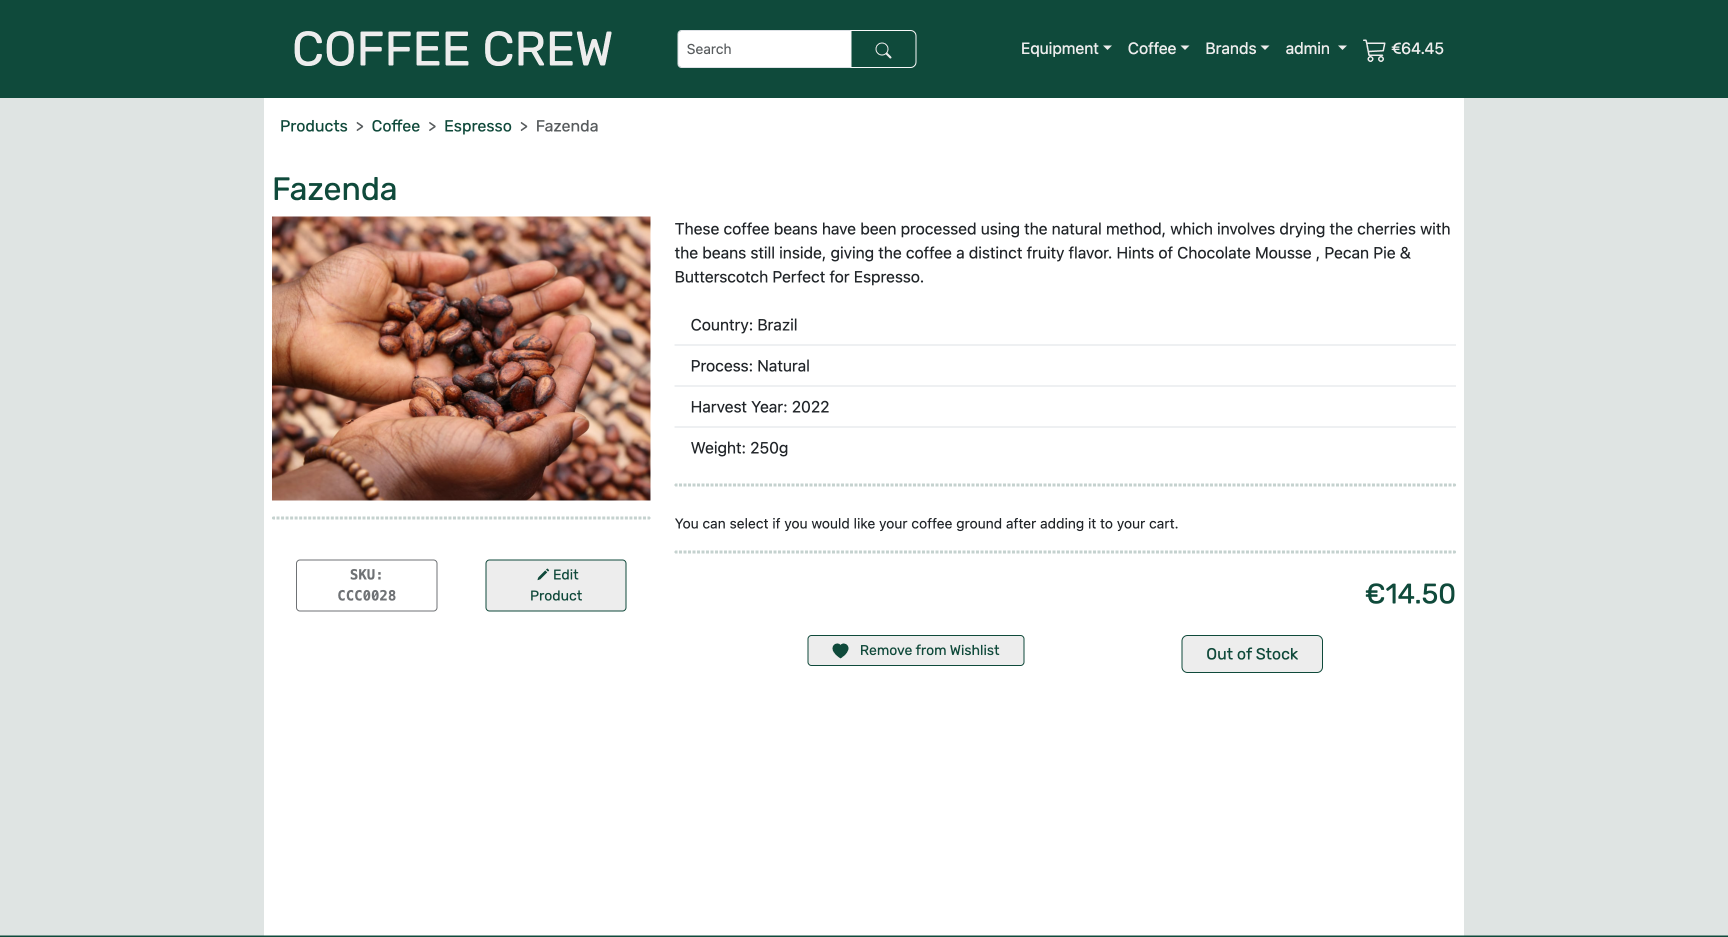 COFFEE CREW
Search
Equipment
Coffee
Brands
admin
€64.45
Products > Coffee > Espresso > Fazenda
Fazenda
These coffee beans have been processed using the natural method, which involves drying the cherries with
the beans still inside, giving the coffee a distinct fruity flavor. Hints of Chocolate Mousse , Pecan Pie &
Butterscotch Perfect for Espresso.
Country: Brazil
Process: Natural
Harvest Year: 2022
Weight: 250g
You can select if you would like your coffee ground after adding it to your cart.
SKU:
CCC0028
Edit
Product
€14.50
Remove from Wishlist
Out of Stock